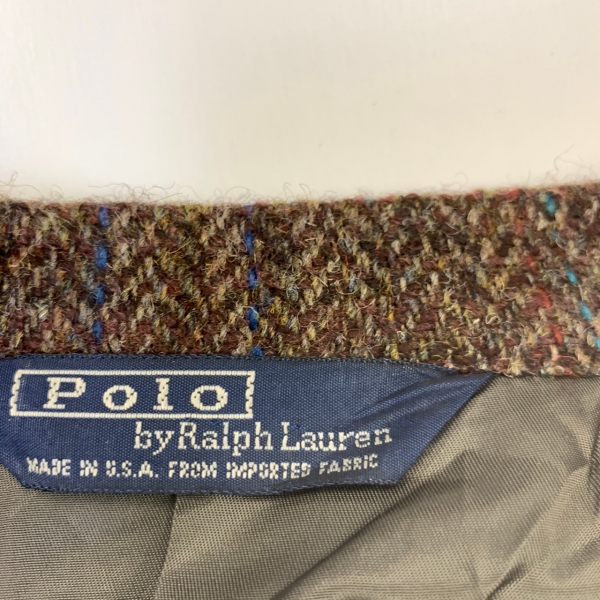 Polo
by Ralph Lauren
MADE IN U.S.A. FROM IMPORTED FABRIC